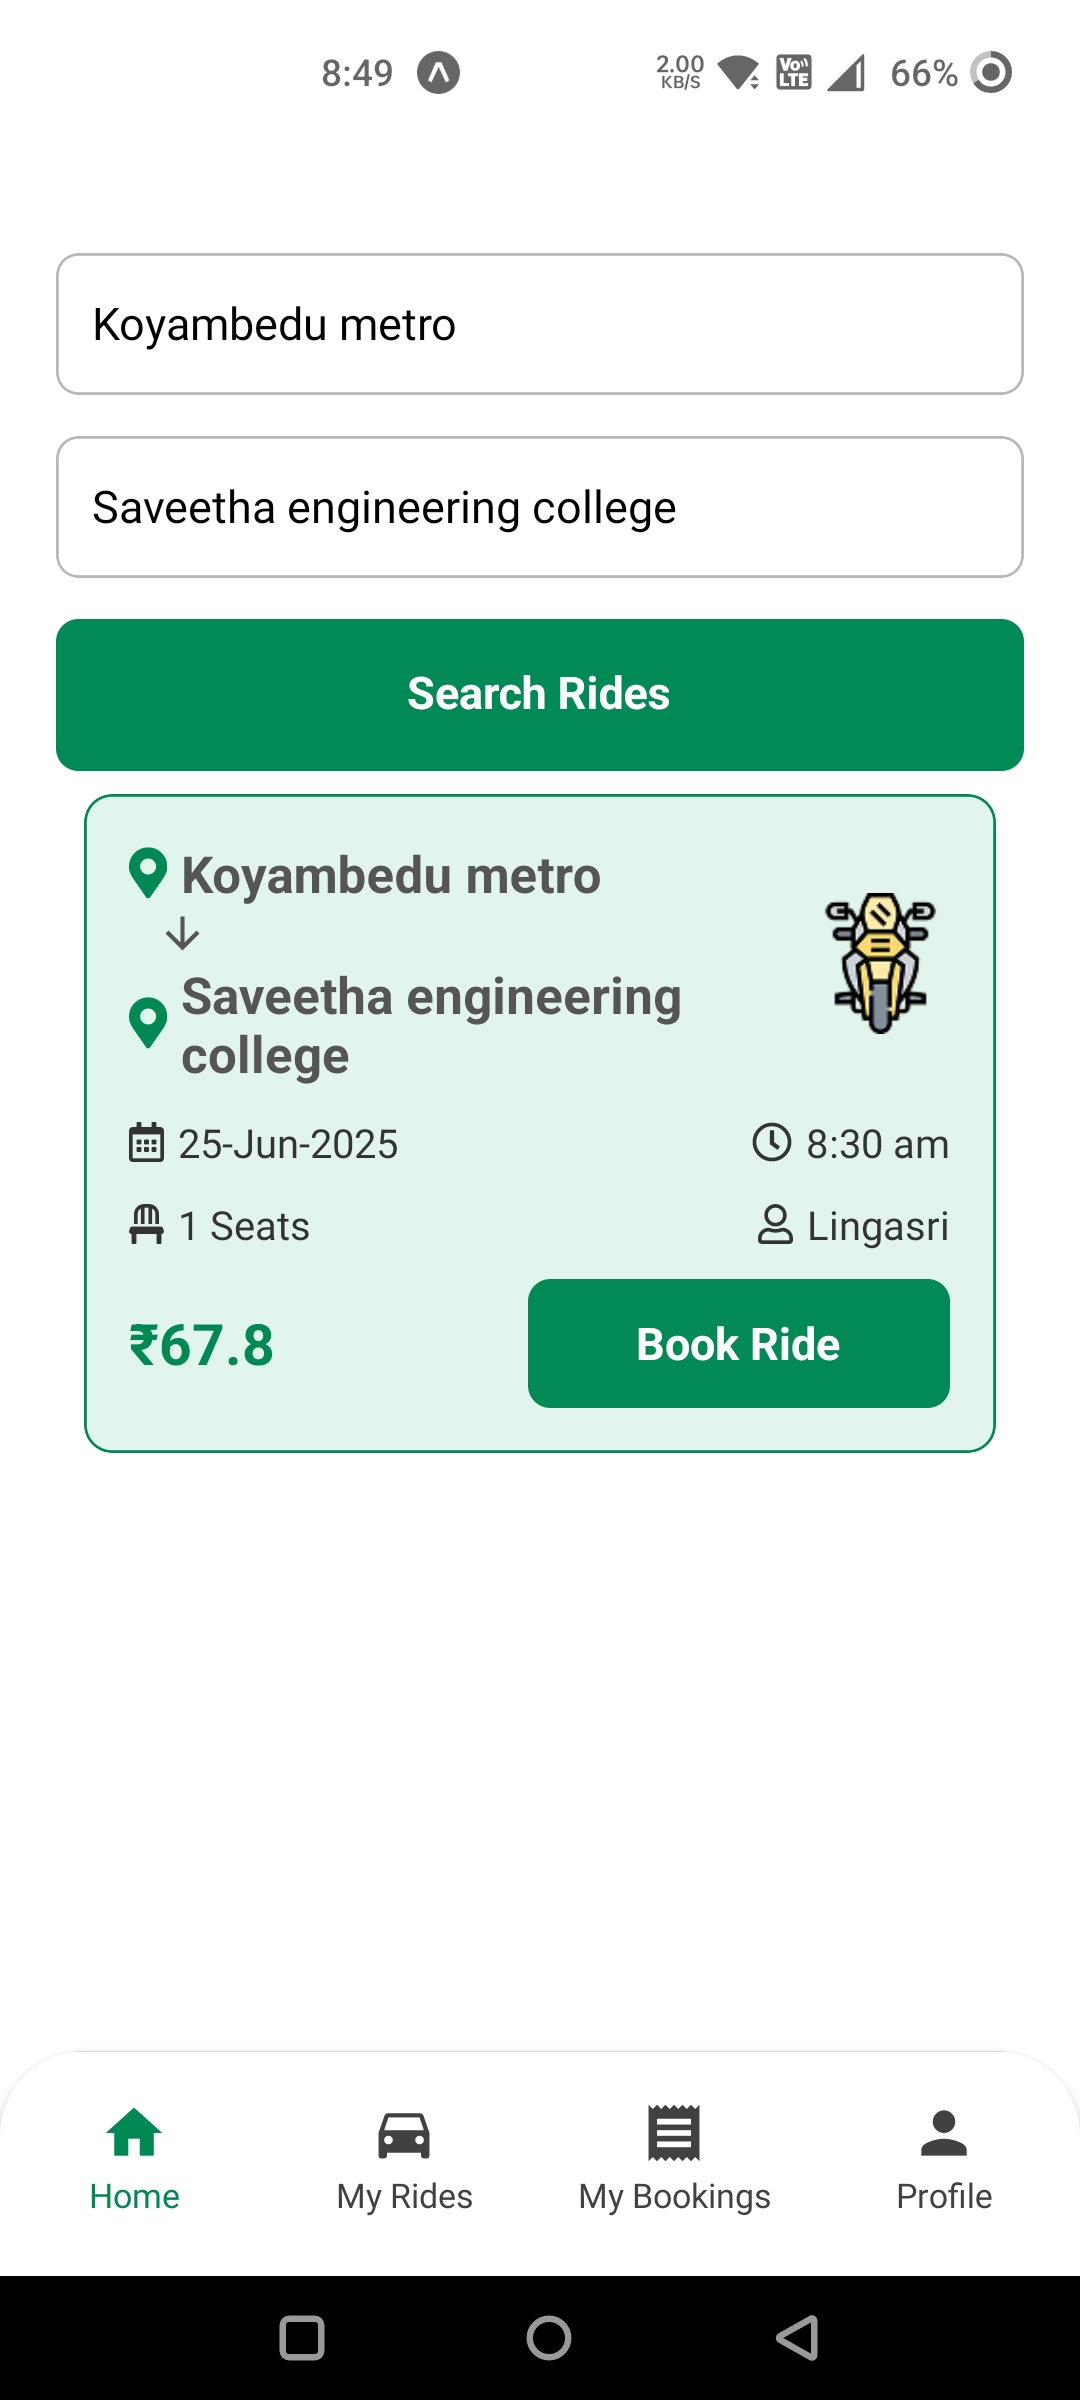 8:49
2.00
KB/S
Vo
LTE
66%
Koyambedu metro
Saveetha engineering college
Search Rides
Koyambedu metro
Saveetha engineering
college
25-Jun-2025
8:30 am
1 Seats
Lingasri
₹67.8
Book Ride
Home
My Rides
My Bookings
Profile